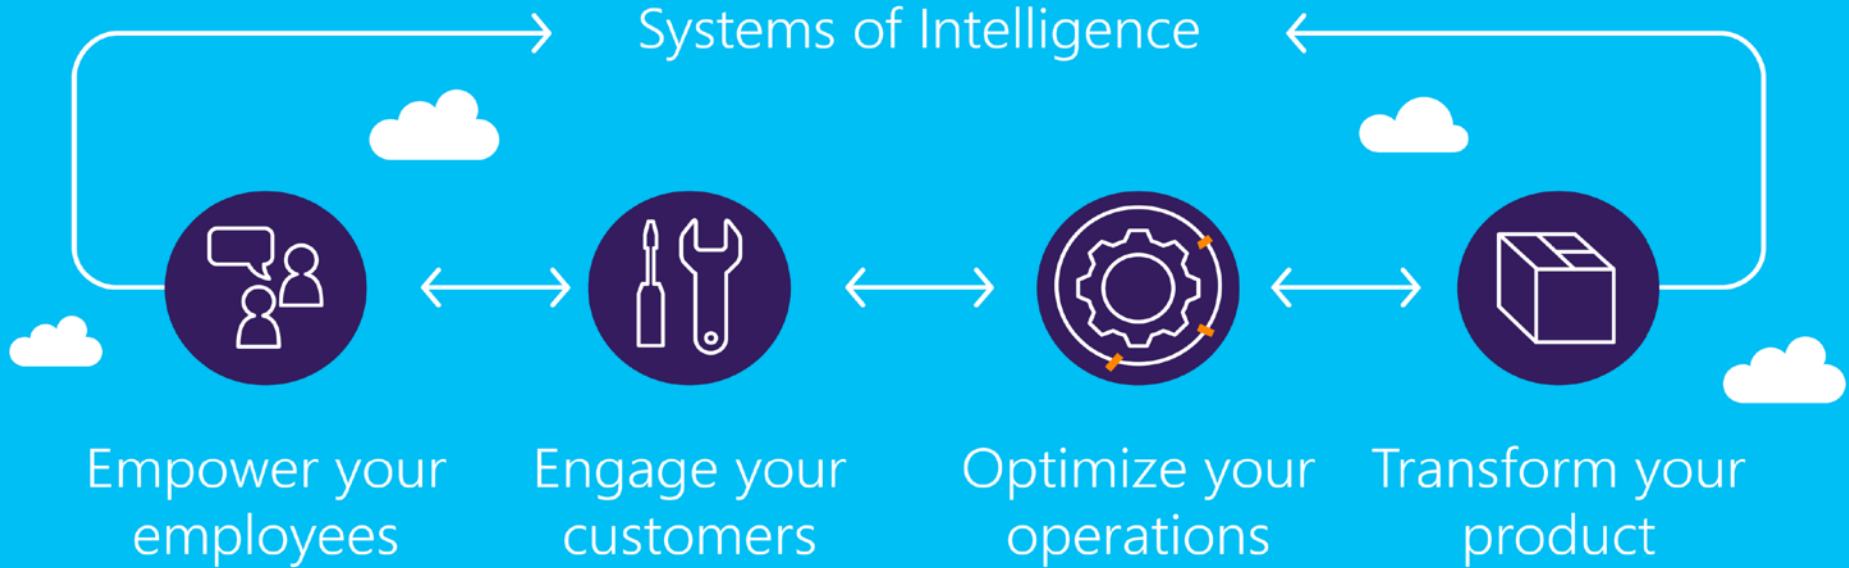 Systems of Intelligence
Empower your
employees
Engage your
customers
Optimize your
operations
Transform your
product